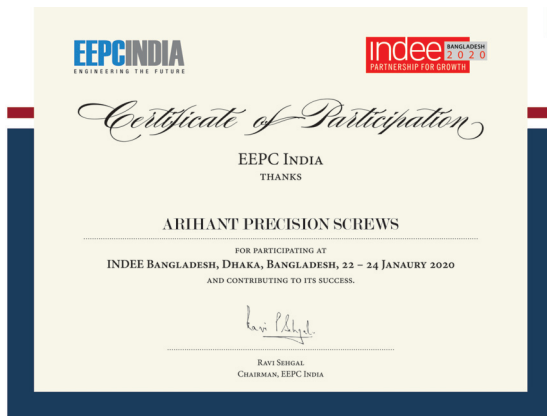 EEPCINDIA
ENGINEERING THE FUTURE
indee BANGLADESH 2020
PARTNERSHIP FOR GROWTH
Certificate of Participation
EEPC INDIA
THANKS
ARIHANT PRECISION SCREWS
FOR PARTICIPATING AT
INDEE BANGLADESH, DHAKA, BANGLADESH, 22 – 24 JANAURY 2020
AND CONTRIBUTING TO ITS SUCCESS.
Ravi P Sehgal.
RAVI SEHGAL
CHAIRMAN, EEPC INDIA